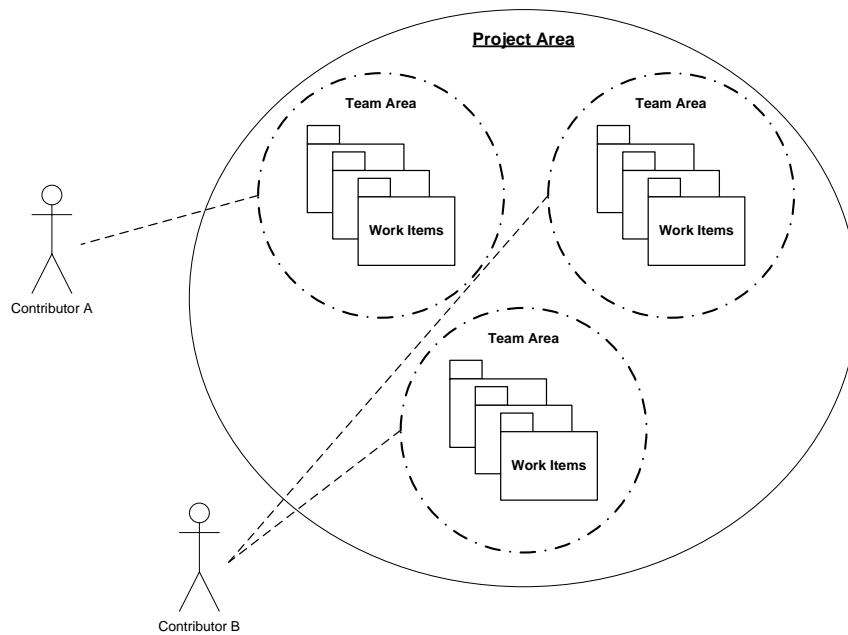 Project Area
Team Area
Team Area
Work Items
Work Items
Contributor A
Team Area
Work Items
Contributor B